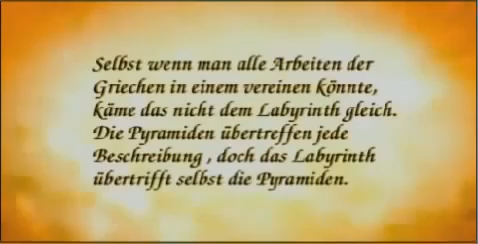 Selbst wenn man alle Arbeiten der
Griechen in einem vereinen könnte,
käme das nicht dem Labyrinth gleich.
Die Pyramiden übertreffen jede
Beschreibung , doch das Labyrinth
übertrifft selbst die Pyramiden.